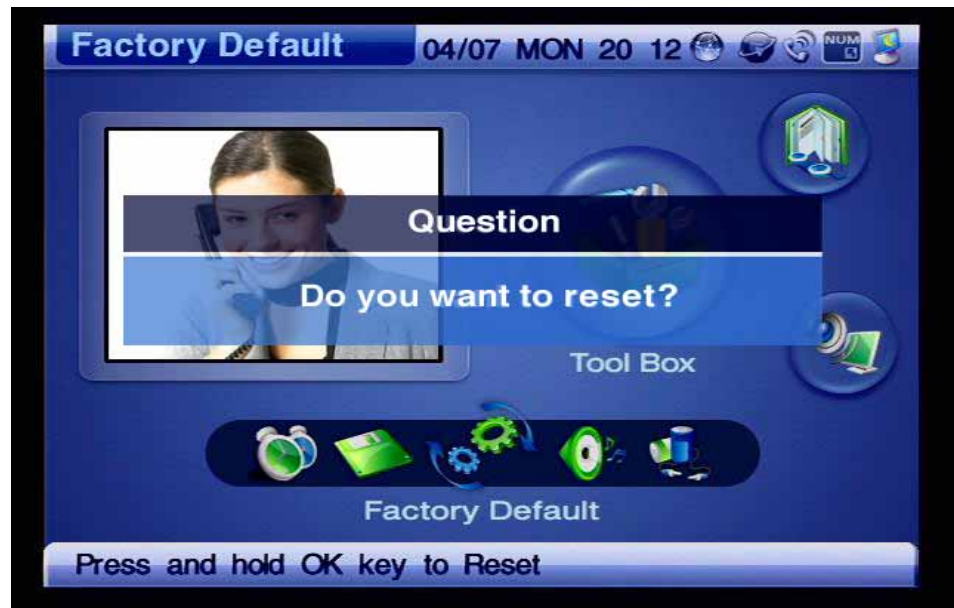 Factory Default 04/07 MON 20 12 NUM
Question
Do you want to reset?
Tool Box
Factory Default
Press and hold OK key to Reset